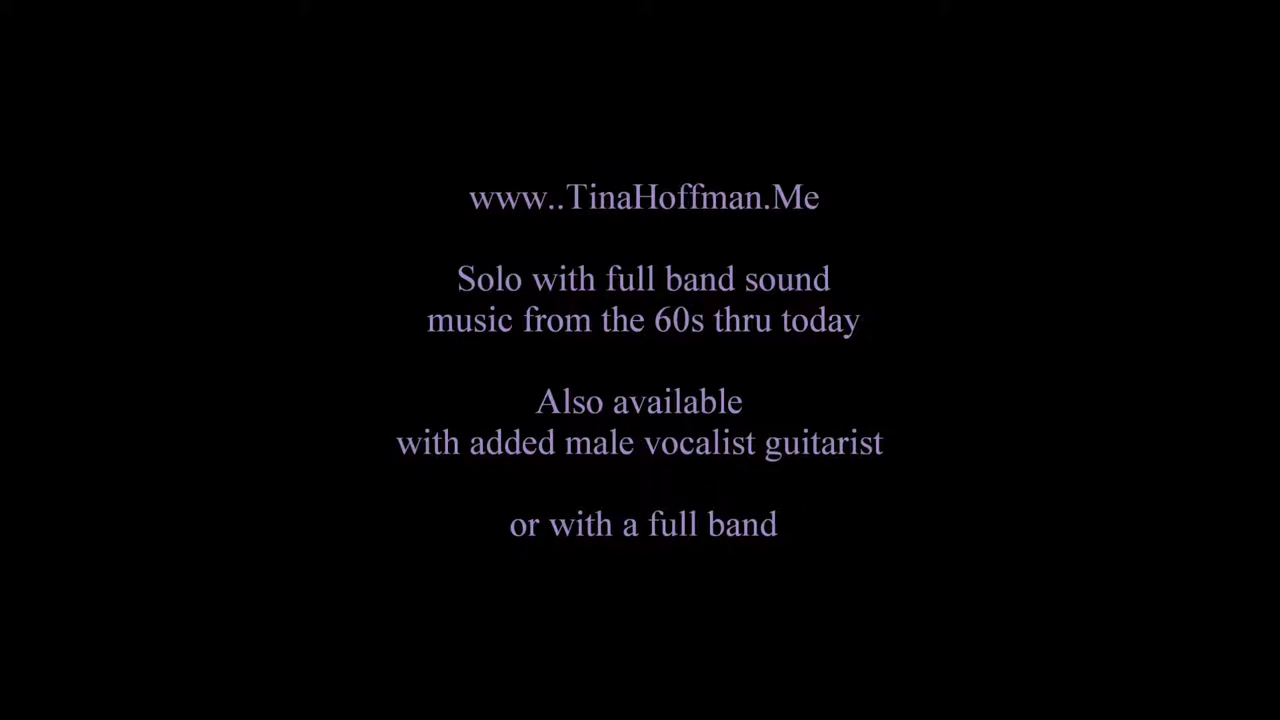 www..TinaHoffman.Me
Solo with full band sound
music from the 60s thru today
Also available
with added male vocalist guitarist
or with a full band